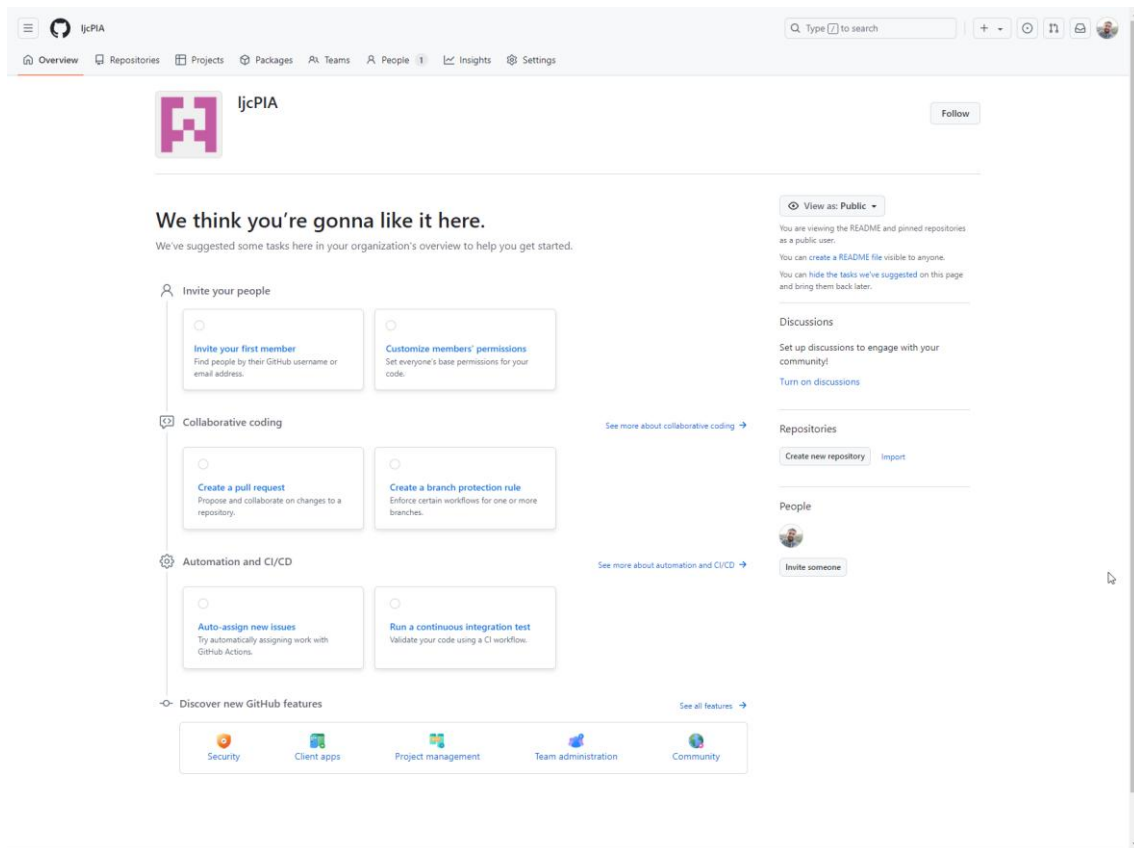 ljcPIA
Type / to search
Overview Repositories Projects Packages Teams People 1 Insights Settings
ljcPIA
Follow
We think you're gonna like it here.
We've suggested some tasks here in your organization's overview to help you get started.
Invite your people
Invite your first member
Find people by their GitHub username or
email address.
Customize members' permissions
Set everyone's base permissions for your
code.
Collaborative coding
See more about collaborative coding →
Create a pull request
Propose and collaborate on changes to a
repository.
Create a branch protection rule
Enforce certain workflows for one or more
branches.
Automation and CI/CD
See more about automation and CI/CD →
Auto-assign new issues
Try automatically assigning work with
GitHub Actions.
Run a continuous integration test
Validate your code using a CI workflow.
Discover new GitHub features
See all features →
Security
Client apps
Project management
Team administration
Community
View as: Public
You are viewing the README and pinned repositories
as a public user.
You can create a README file visible to anyone.
You can hide the tasks we've suggested on this page
and bring them back later.
Discussions
Set up discussions to engage with your
community!
Turn on discussions
Repositories
Create new repository Import
People
Invite someone